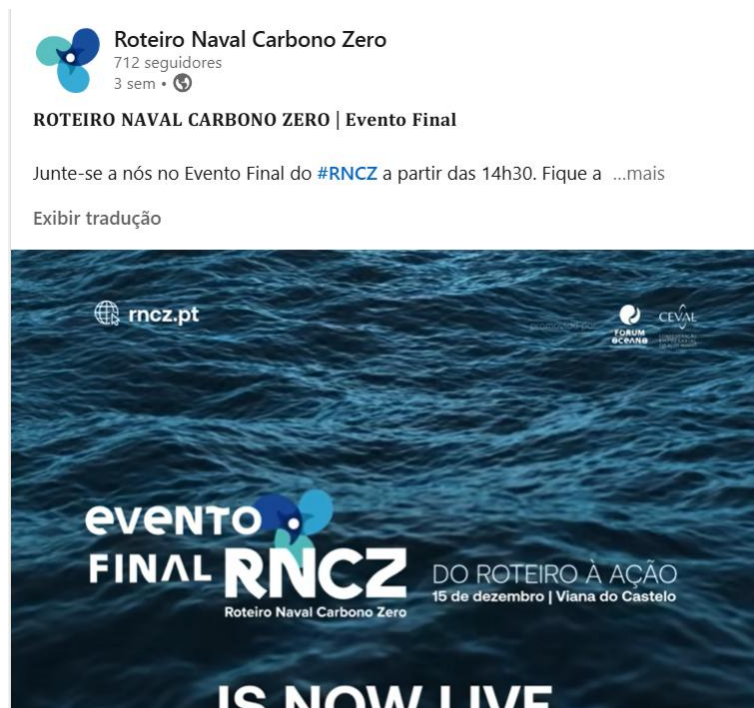 Roteiro Naval Carbono Zero
712 seguidores
3 sem •
ROTEIRO NAVAL CARBONO ZERO | Evento Final
Junte-se a nós no Evento Final do #RNCZ a partir das 14h30. Fique a ...mais
Exibir tradução
rncz.pt
FORUM
OCEANO
CEVAL
evento
FINAL RNCZ
Roteiro Naval Carbono Zero
DO ROTEIRO À AÇÃO
15 de dezembro | Viana do Castelo
IS NOW LIVE